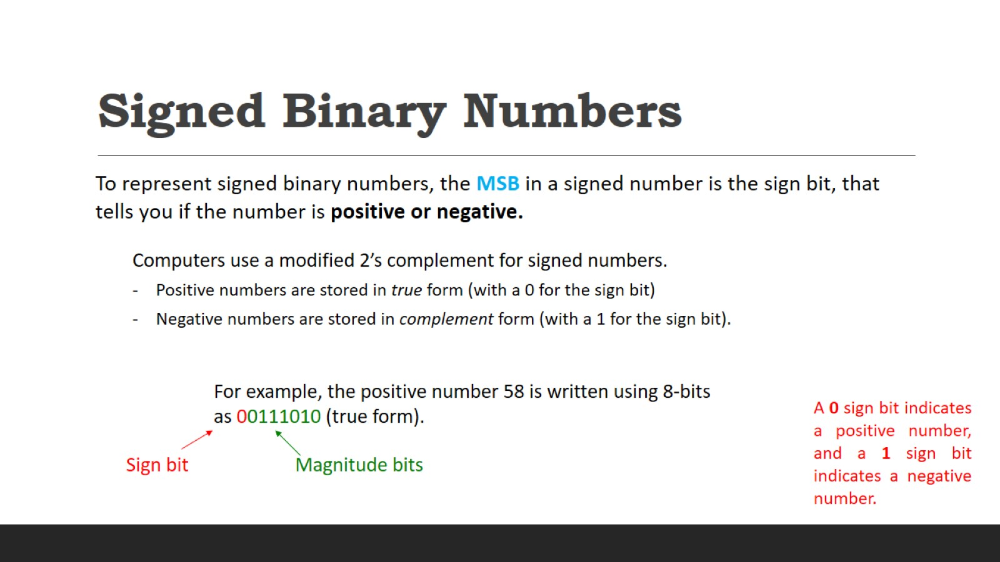 Signed Binary Numbers
To represent signed binary numbers, the MSB in a signed number is the sign bit, that
tells you if the number is positive or negative.
Computers use a modified 2’s complement for signed numbers.
- Positive numbers are stored in true form (with a 0 for the sign bit)
- Negative numbers are stored in complement form (with a 1 for the sign bit).
For example, the positive number 58 is written using 8-bits
as 00111010 (true form).
Sign bit
Magnitude bits
A 0 sign bit indicates
a positive number,
and a 1 sign bit
indicates a negative
number.